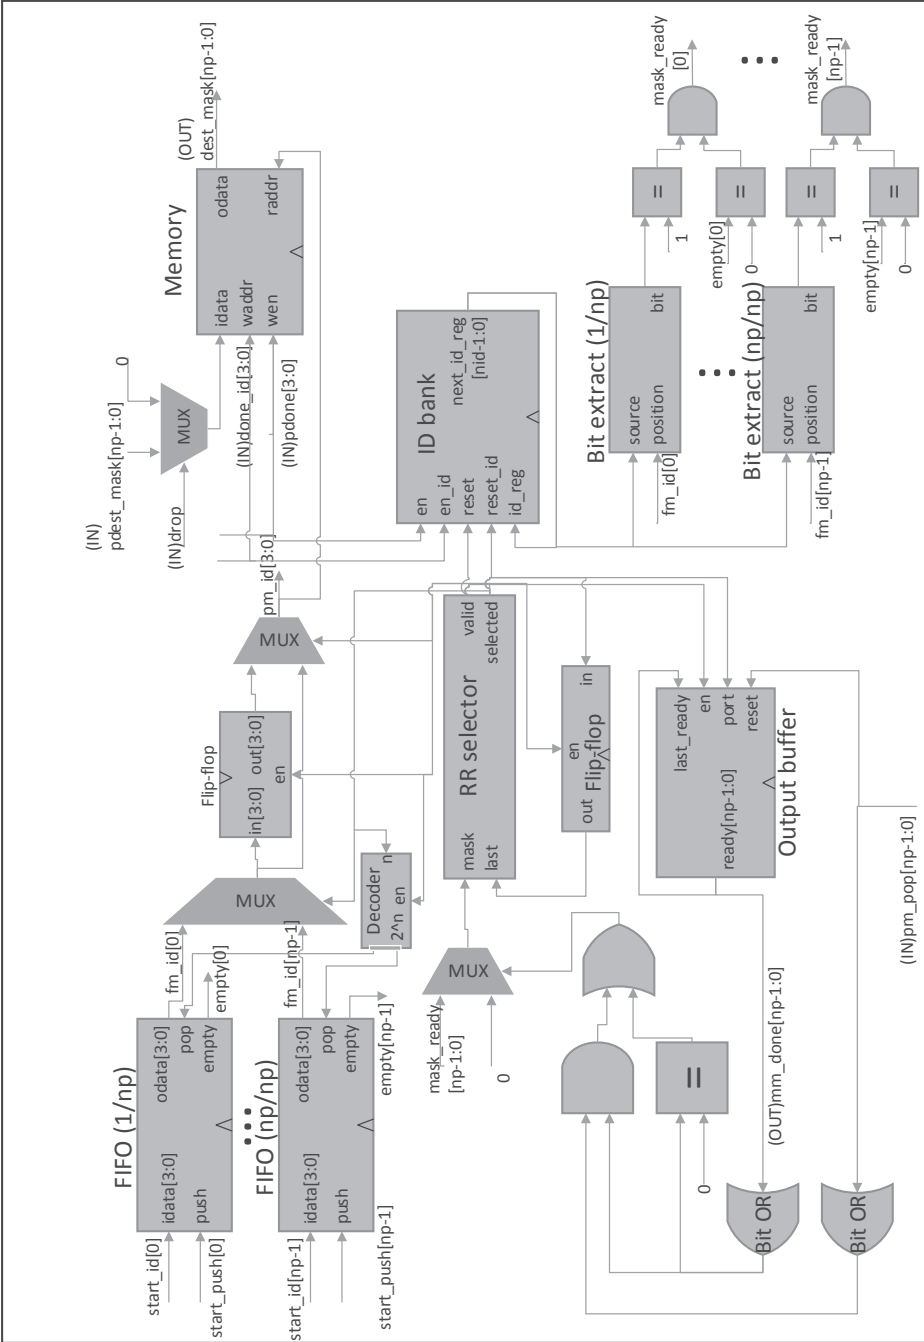 FIFO (1/np)
start_id[0]
start_push[0]
idata[3:0]
push
odata[3:0]
pop
empty
fm_id[0]
empty[0]
FIFO (np/np)
start_id[np-1]
start_push[np-1]
idata[3:0]
push
odata[3:0]
pop
empty
fm_id[np-1]
empty[np-1]
MUX
Decoder
2^n
en
n
Flip-flop
in[3:0]
out[3:0]
en
MUX
pm_id[3:0]
(IN)
pdest_mask[np-1:0]
0
(IN)drop
MUX
(IN)done_id[3:0]
(IN)pdone[3:0]
Memory
idata
waddr
wen
odata
raddr
(OUT)
dest_mask[np-1:0]
mask_ready
[np-1:0]
0
MUX
RR selector
mask
last
valid
selected
Flip-flop
out
en
in
ID bank
en
en_id
reset
reset_id
id_reg
next_id_reg
[nid-1:0]
=
0
Bit OR
Bit OR
(OUT)mm_done[np-1:0]
Output buffer
ready[np-1:0]
last_ready
en
port
reset
(IN)pm_pop[np-1:0]
Bit extract (1/np)
source
position
bit
fm_id[0]
=
1
empty[0]
=
0
mask_ready
[0]
Bit extract (np/np)
source
position
bit
fm_id[np-1]
=
1
empty[np-1]
=
0
mask_ready
[np-1]